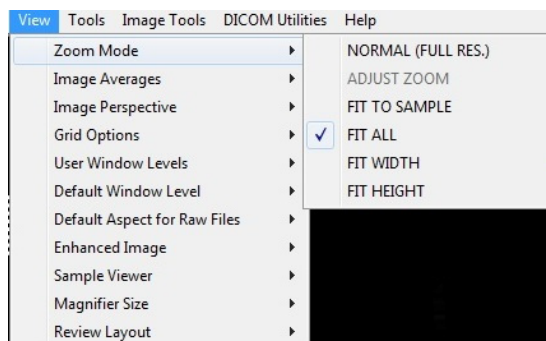 View Tools Image Tools DICOM Utilities Help
Zoom Mode
Image Averages
Image Perspective
Grid Options
User Window Levels
Default Window Level
Default Aspect for Raw Files
Enhanced Image
Sample Viewer
Magnifier Size
Review Layout
NORMAL (FULL RES.)
ADJUST ZOOM
FIT TO SAMPLE
FIT ALL
FIT WIDTH
FIT HEIGHT